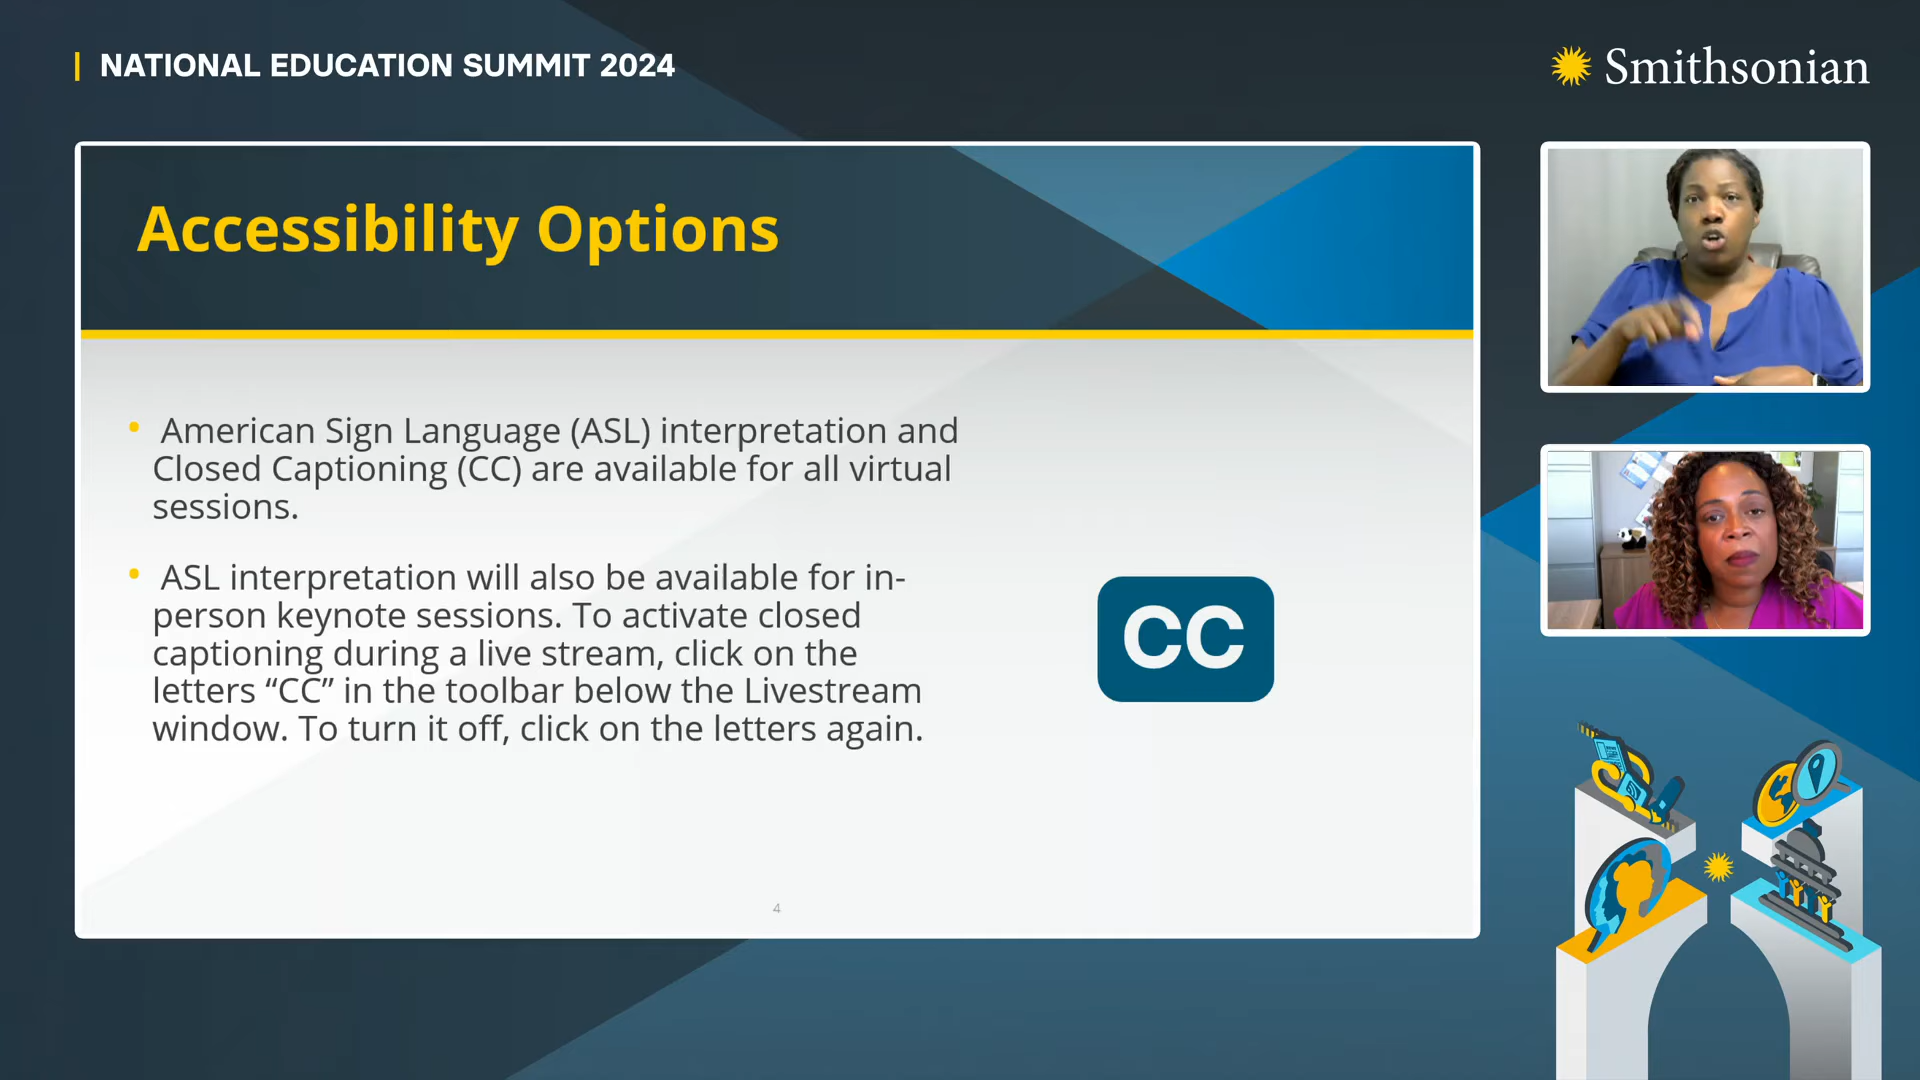 NATIONAL EDUCATION SUMMIT 2024
Smithsonian
Accessibility Options
• American Sign Language (ASL) interpretation and
Closed Captioning (CC) are available for all virtual
sessions.
• ASL interpretation will also be available for in-
person keynote sessions. To activate closed
captioning during a live stream, click on the
letters “CC” in the toolbar below the Livestream
window. To turn it off, click on the letters again.
CC
4